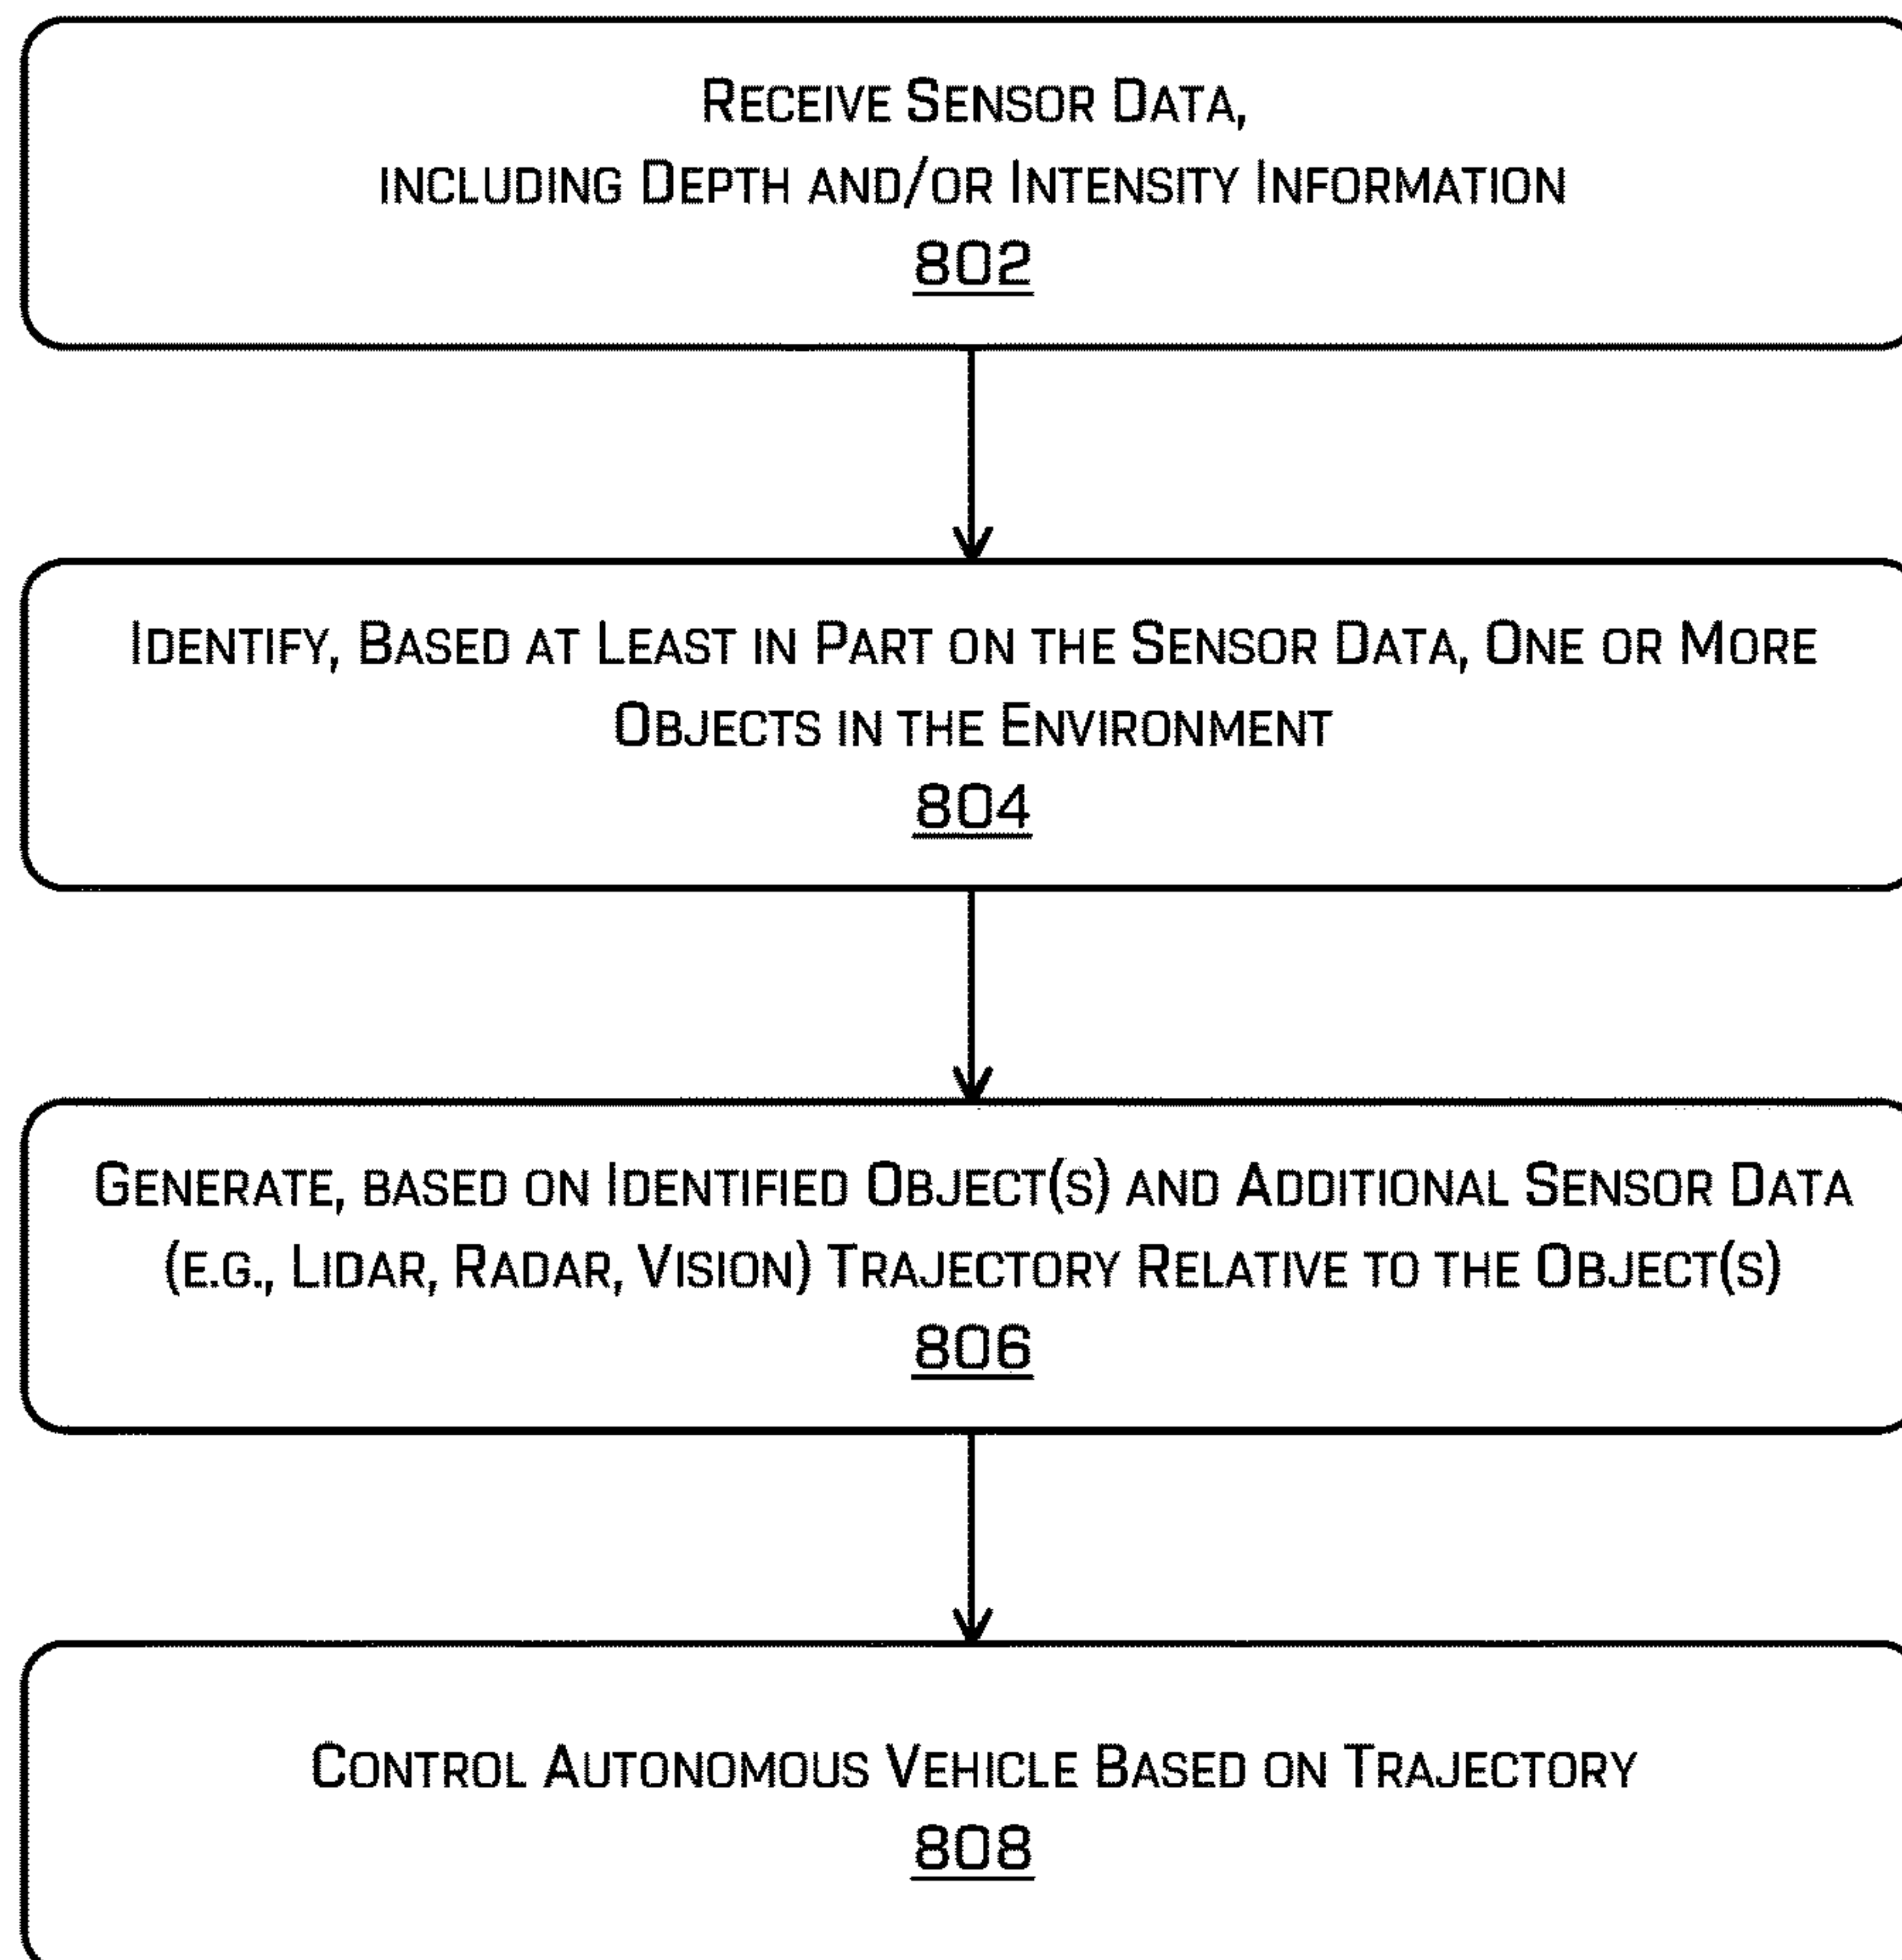 Receive Sensor Data,
including Depth and/or Intensity Information
802
Identify, Based at Least in Part on the Sensor Data, One or More
Objects in the Environment
804
Generate, based on Identified Object(s) and Additional Sensor Data
(e.g., Lidar, Radar, Vision) Trajectory Relative to the Object(s)
806
Control Autonomous Vehicle Based on Trajectory
808